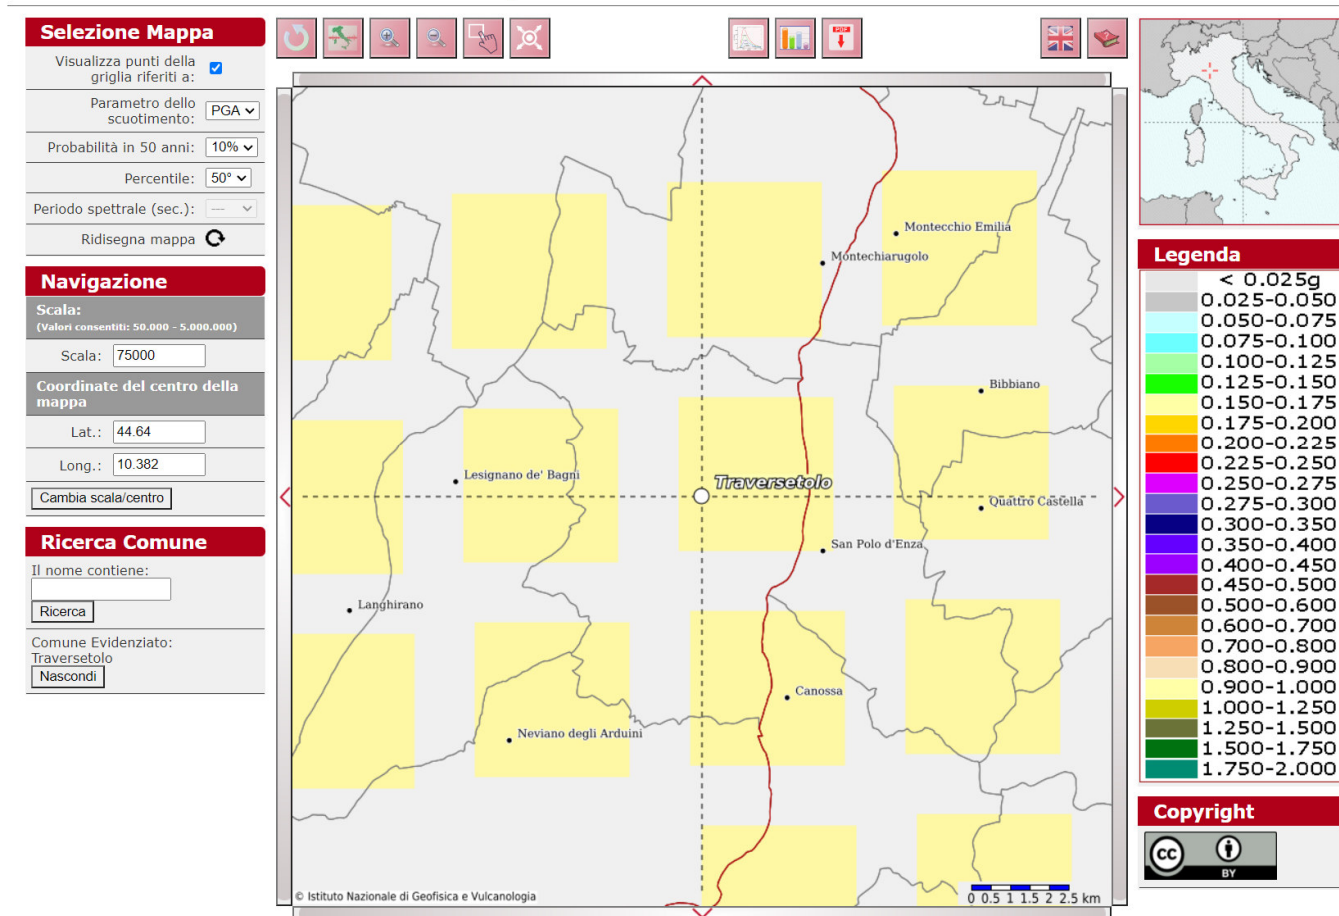 Selezione Mappa
Visualizza punti della
griglia riferiti a:
Parametro dello
scuotimento:
PGA
Probabilità in 50 anni:
10%
Percentile:
50°
Periodo spettrale (sec.):
---
Ridisegna mappa
Navigazione
Scala:
(Valori consentiti: 50.000 - 5.000.000)
Scala:
75000
Coordinate del centro della
mappa
Lat.:
44.64
Long.:
10.382
Cambia scala/centro
Ricerca Comune
Il nome contiene:
Ricerca
Comune Evidenziato:
Traversetolo
Nascondi
PDF
Montecchio Emilia
Montechiarugolo
Bibbiano
Lesignano de' Bagni
Traversetolo
Quattro Castella
San Polo d'Enza
Langhirano
Canossa
Neviano degli Arduini
© Istituto Nazionale di Geofisica e Vulcanologia
0 0.5 1 1.5 2 2.5 km
Legenda
< 0.025g
0.025-0.050
0.050-0.075
0.075-0.100
0.100-0.125
0.125-0.150
0.150-0.175
0.175-0.200
0.200-0.225
0.225-0.250
0.250-0.275
0.275-0.300
0.300-0.350
0.350-0.400
0.400-0.450
0.450-0.500
0.500-0.600
0.600-0.700
0.700-0.800
0.800-0.900
0.900-1.000
1.000-1.250
1.250-1.500
1.500-1.750
1.750-2.000
Copyright
cc
BY